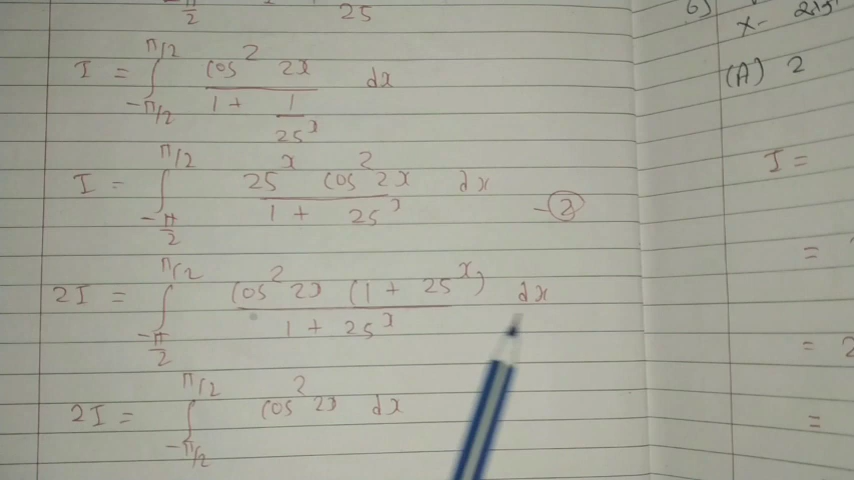 25
I = ∫_{-π/2}^{π/2} cos² 2x / (1 + 1/25^x) dx
I = ∫_{-π/2}^{π/2} 25^x cos² 2x / (1 + 25^x) dx -②
2I = ∫_{-π/2}^{π/2} cos² 2x (1 + 25^x) / (1 + 25^x) dx
2I = ∫_{-π/2}^{π/2} cos² 2x dx
6)
x-
(A) 2
I =
=
= 2
=